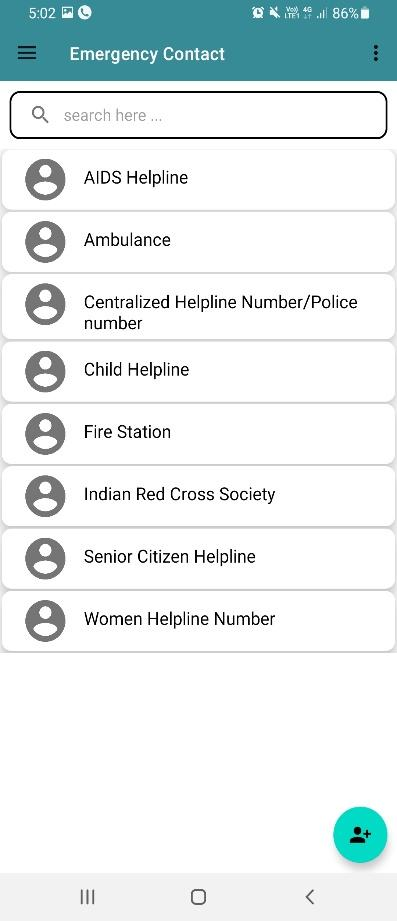 5:02 Vo)) LTE1 4G 86%
Emergency Contact
search here ...
AIDS Helpline
Ambulance
Centralized Helpline Number/Police
number
Child Helpline
Fire Station
Indian Red Cross Society
Senior Citizen Helpline
Women Helpline Number